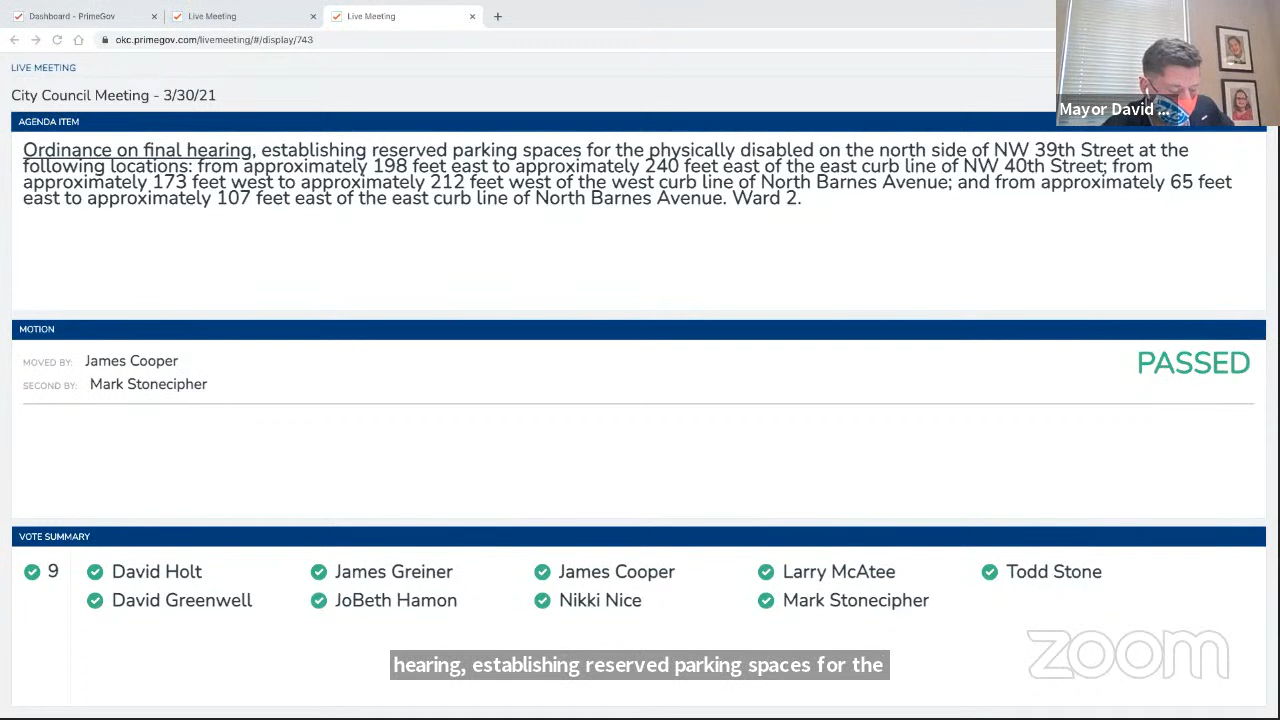 Dashboard - PrimeGov
Live Meeting
Live Meeting
okc.primegov.com/livemeeting/#/display/743
LIVE MEETING
City Council Meeting - 3/30/21
Mayor David ...
AGENDA ITEM
Ordinance on final hearing, establishing reserved parking spaces for the physically disabled on the north side of NW 39th Street at the
following locations: from approximately 198 feet east to approximately 240 feet east of the east curb line of NW 40th Street; from
approximately 173 feet west to approximately 212 feet west of the west curb line of North Barnes Avenue; and from approximately 65 feet
east to approximately 107 feet east of the east curb line of North Barnes Avenue. Ward 2.
MOTION
MOVED BY: James Cooper
SECOND BY: Mark Stonecipher
PASSED
VOTE SUMMARY
9 David Holt James Greiner James Cooper Larry McAtee Todd Stone
David Greenwell JoBeth Hamon Nikki Nice Mark Stonecipher
hearing, establishing reserved parking spaces for the
zoom